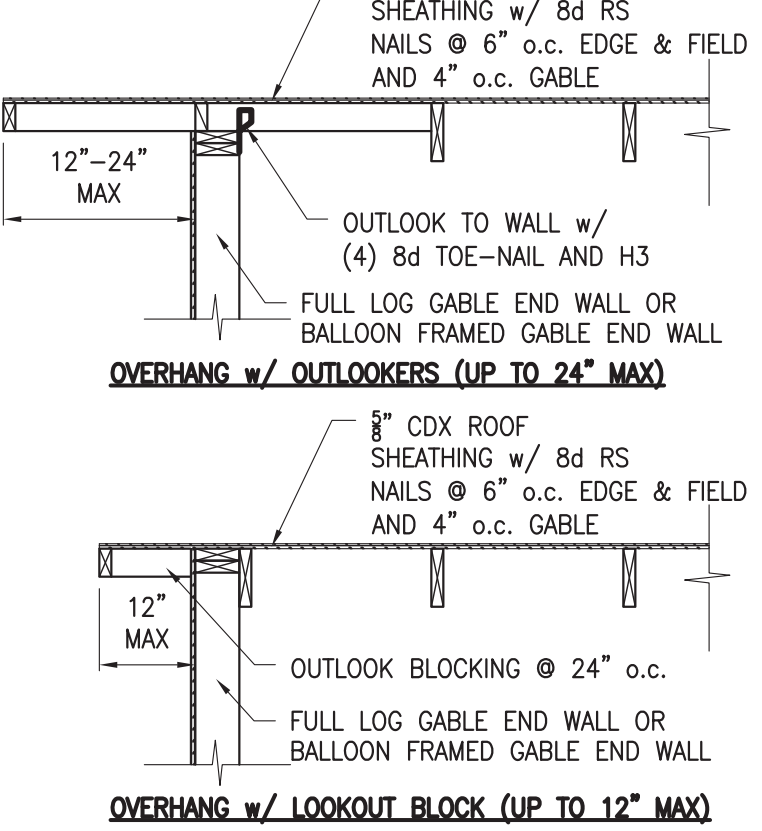 SHEATHING w/ 8d RS
NAILS @ 6" o.c. EDGE & FIELD
AND 4" o.c. GABLE
12"-24"
MAX
OUTLOOK TO WALL w/
(4) 8d TOE-NAIL AND H3
FULL LOG GABLE END WALL OR
BALLOON FRAMED GABLE END WALL
OVERHANG w/ OUTLOOKERS (UP TO 24" MAX)
5/8" CDX ROOF
SHEATHING w/ 8d RS
NAILS @ 6" o.c. EDGE & FIELD
AND 4" o.c. GABLE
12"
MAX
OUTLOOK BLOCKING @ 24" o.c.
FULL LOG GABLE END WALL OR
BALLOON FRAMED GABLE END WALL
OVERHANG w/ LOOKOUT BLOCK (UP TO 12" MAX)